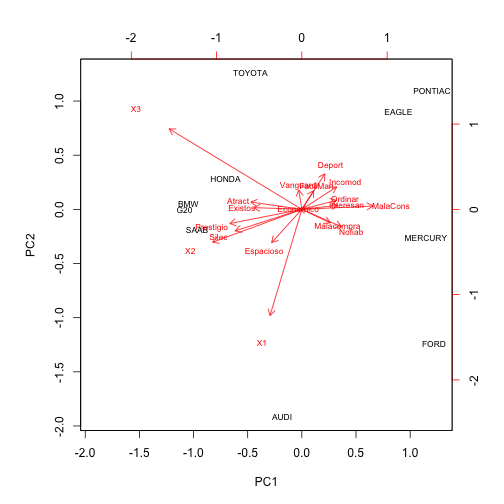 -2 -1 0 1
TOYOTA
PONTIAC
X3
EAGLE
Deport
HONDA
Incomod
Atract
Ordinar
BMW
Existos
MalaCons
G20
Prestigio
SAAB
Malacompra
Nofiab
Silec
MERCURY
X2
Espacioso
FORD
X1
AUDI
1.0
0.5
0.0
-0.5
-1.0
-1.5
-2.0
PC2
1
0
-1
-2
-2.0 -1.5 -1.0 -0.5 0.0 0.5 1.0
PC1